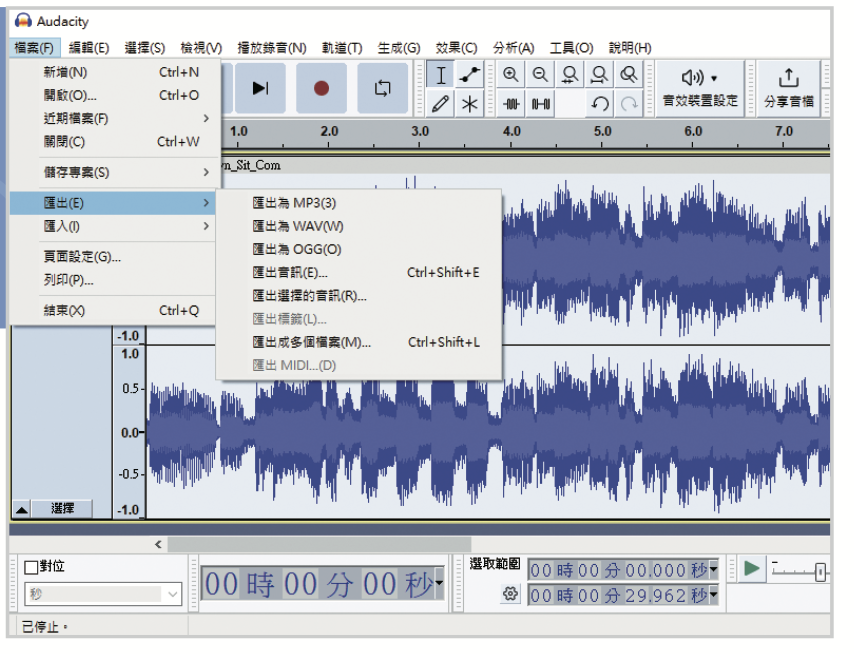 Audacity
檔案(F) 編輯(E) 選擇(S) 檢視(V) 播放錄音(N) 軌道(T) 生成(G) 效果(C) 分析(A) 工具(O) 說明(H)
新增(N) Ctrl+N
開啟(O)... Ctrl+O
近期檔案(F)
關閉(C) Ctrl+W
儲存專案(S)
匯出(E)
匯入(I)
頁面設定(G)...
列印(P)...
結束(X) Ctrl+Q
音效裝置設定
分享音檔
1.0 2.0 3.0 4.0 5.0 6.0 7.0
n_Sit_Com
匯出為 MP3(3)
匯出為 WAV(W)
匯出為 OGG(O)
匯出音訊(E)... Ctrl+Shift+E
匯出選擇的音訊(R)...
匯出標籤(L)...
匯出成多個檔案(M)... Ctrl+Shift+L
匯出 MIDI...(D)
-1.0
1.0
0.5
0.0
-0.5
-1.0
選擇
對位
秒
00 時 00 分 00 秒
選取範圍
00 時 00 分 00.000 秒
00 時 00 分 29.962 秒
已停止。